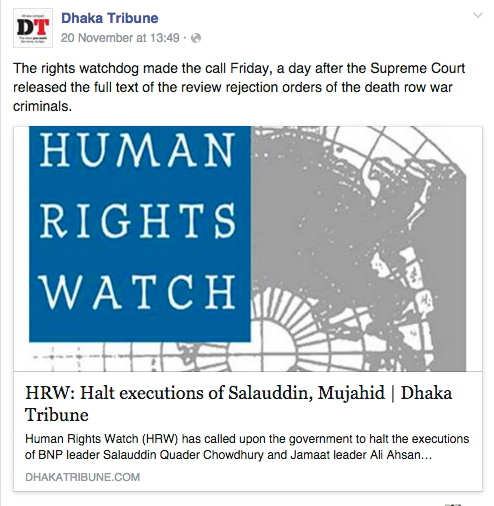 DT
Dhaka Tribune
20 November at 13:49 ·
The rights watchdog made the call Friday, a day after the Supreme Court
released the full text of the review rejection orders of the death row war
criminals.
HUMAN
RIGHTS
WATCH
HRW: Halt executions of Salauddin, Mujahid | Dhaka
Tribune
Human Rights Watch (HRW) has called upon the government to halt the executions
of BNP leader Salauddin Quader Chowdhury and Jamaat leader Ali Ahsan...
DHAKATRIBUNE.COM